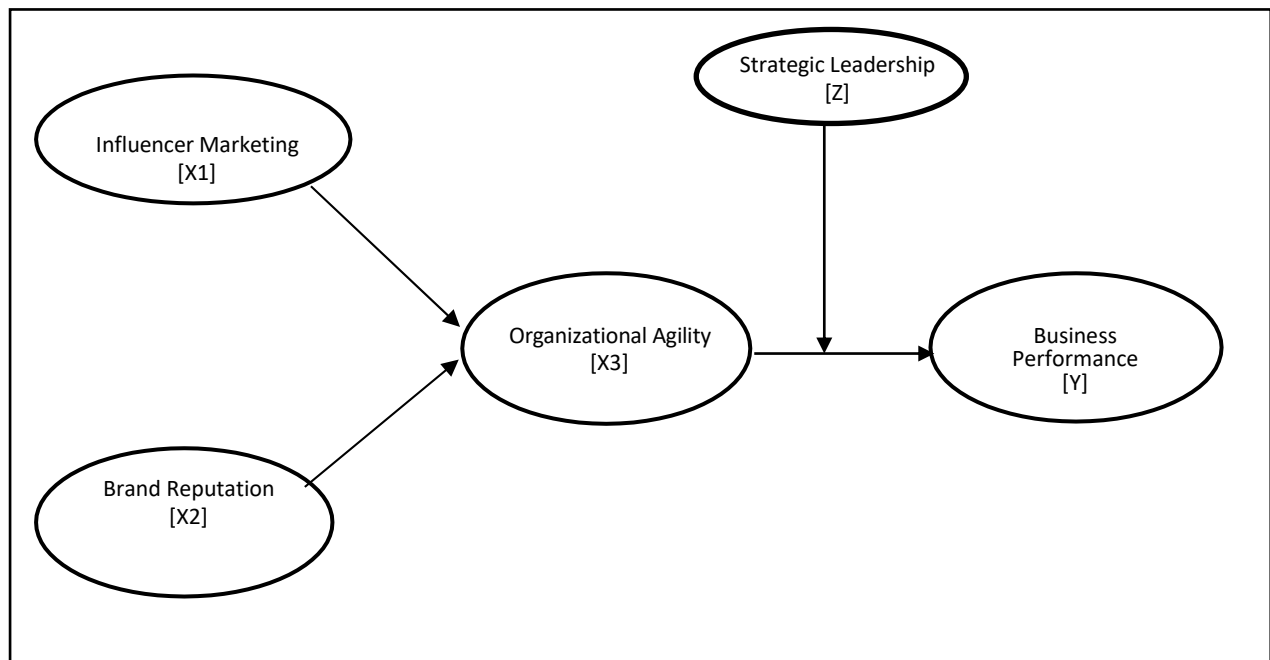 Strategic Leadership
[Z]
Influencer Marketing
[X1]
Organizational Agility
[X3]
Business
Performance
[Y]
Brand Reputation
[X2]